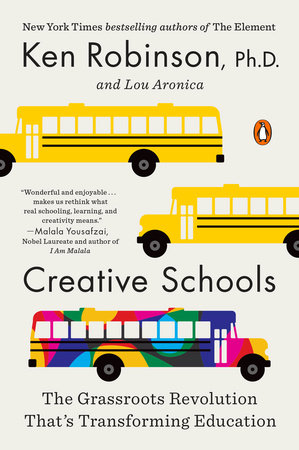 New York Times bestselling authors of The Element
Ken Robinson, Ph.D.
and Lou Aronica
"Wonderful and enjoyable . . .
makes us rethink what
real schooling, learning, and
creativity means."
—Malala Yousafzai,
Nobel Laureate and author of
I Am Malala
Creative Schools
The Grassroots Revolution
That's Transforming Education